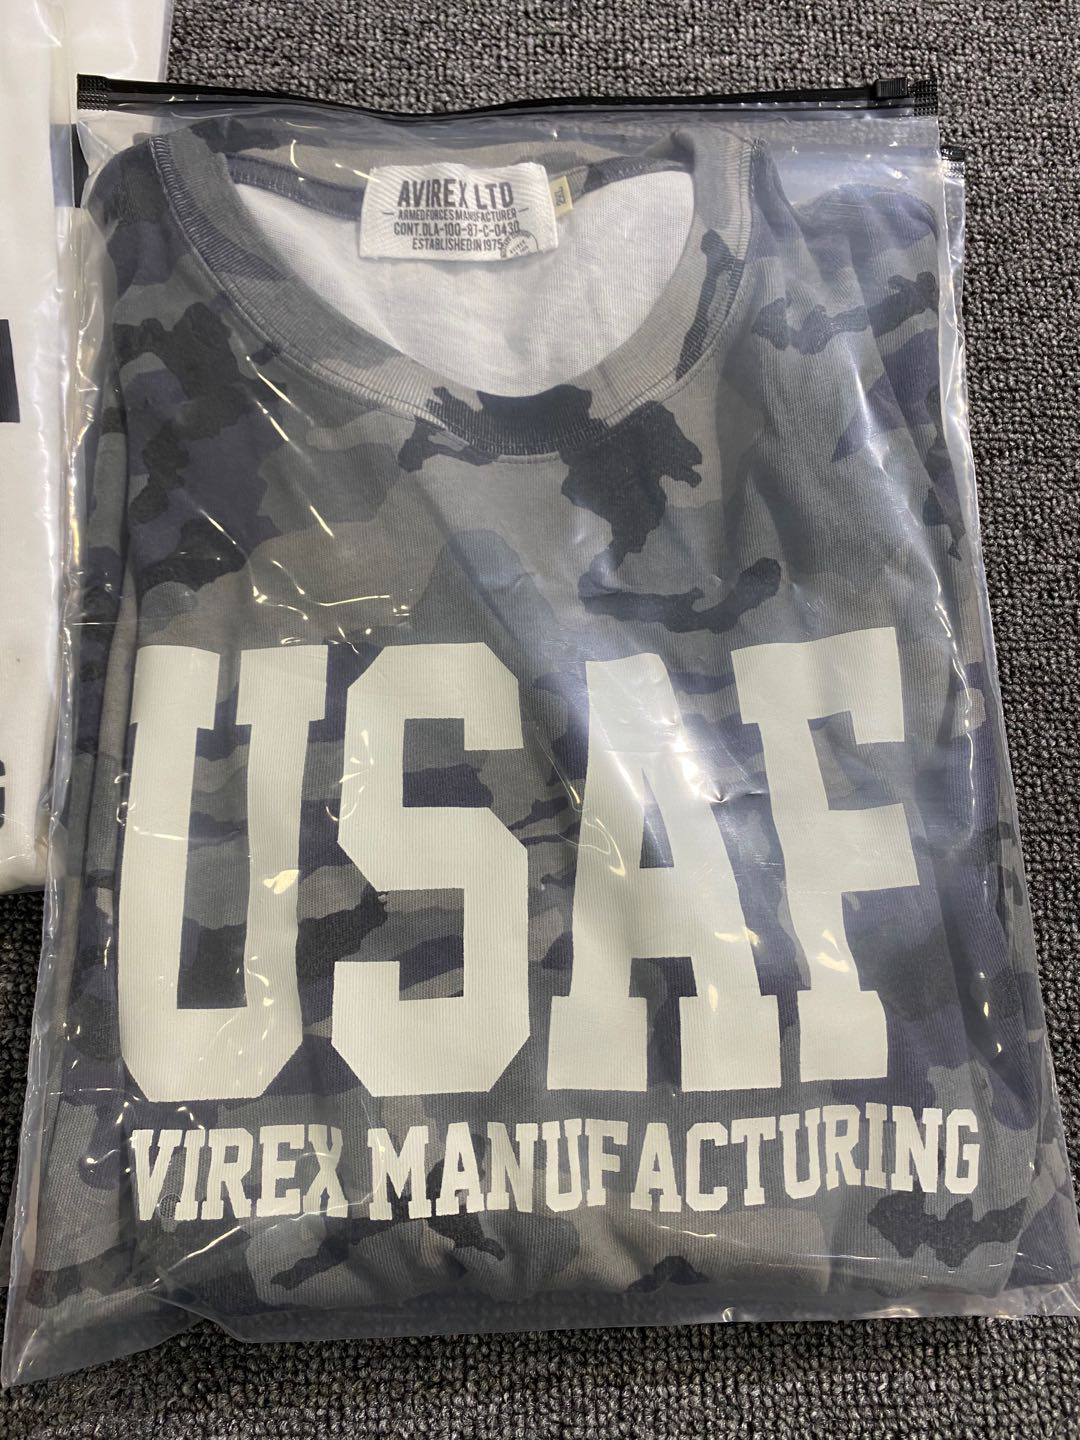 AVIREX LTD
ARMED FORCES MANUFACTURER
CONT.DLA-100-87-C-0430
ESTABLISHED IN 1975
USAF
VIREX MANUFACTURING
G